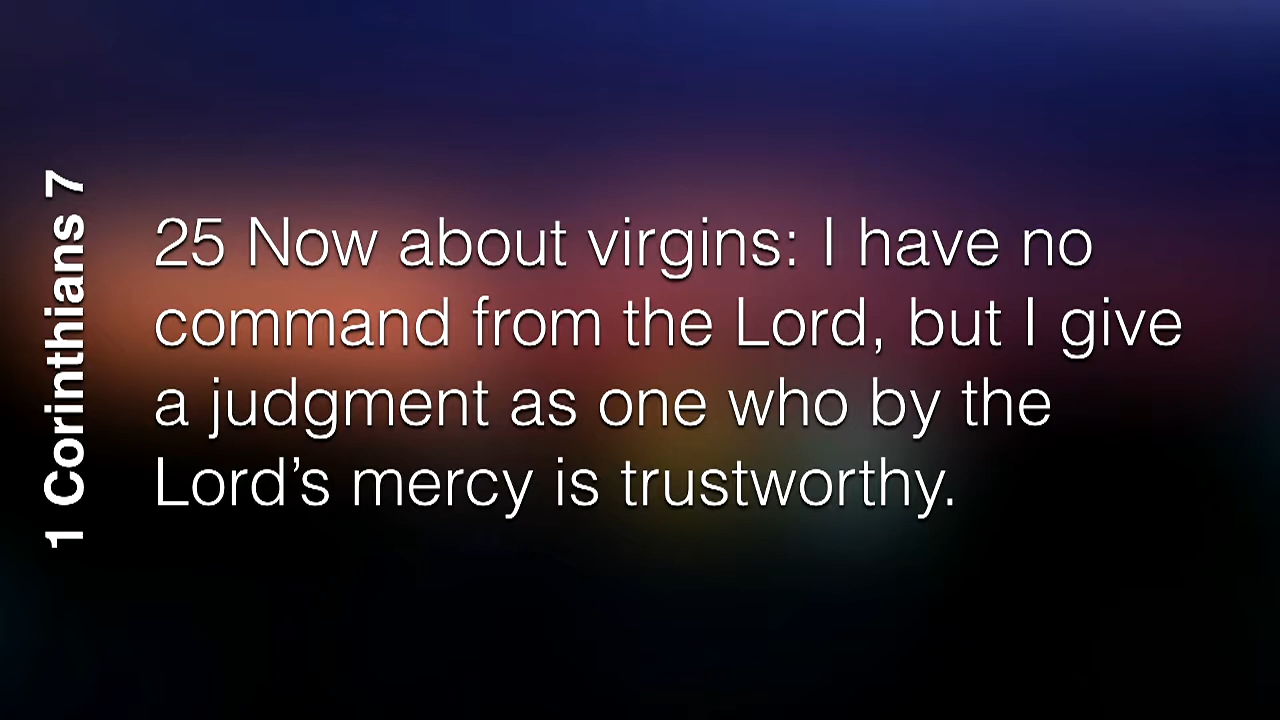 1 Corinthians 7
25 Now about virgins: I have no
command from the Lord, but I give
a judgment as one who by the
Lord’s mercy is trustworthy.